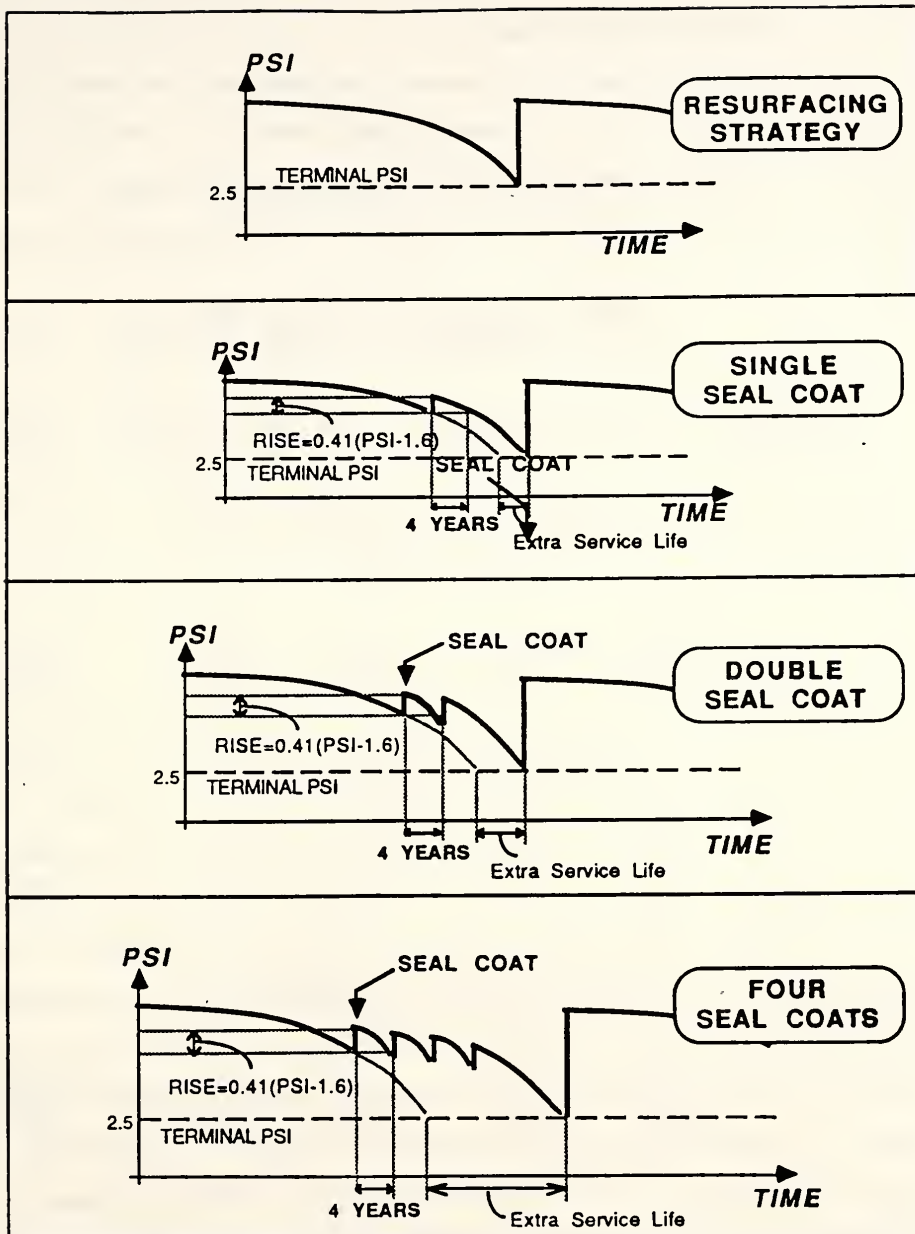 PSI
RESURFACING
STRATEGY
TERMINAL PSI
2.5
TIME
PSI
SINGLE
SEAL COAT
RISE=0.41(PSI-1.6)
2.5
TERMINAL PSI
SEAL COAT
TIME
4 YEARS
Extra Service Life
PSI
SEAL COAT
DOUBLE
SEAL COAT
RISE=0.41(PSI-1.6)
2.5
TERMINAL PSI
TIME
4 YEARS
Extra Service Life
PSI
SEAL COAT
FOUR
SEAL COATS
RISE=0.41(PSI-1.6)
2.5
TERMINAL PSI
TIME
4 YEARS
Extra Service Life